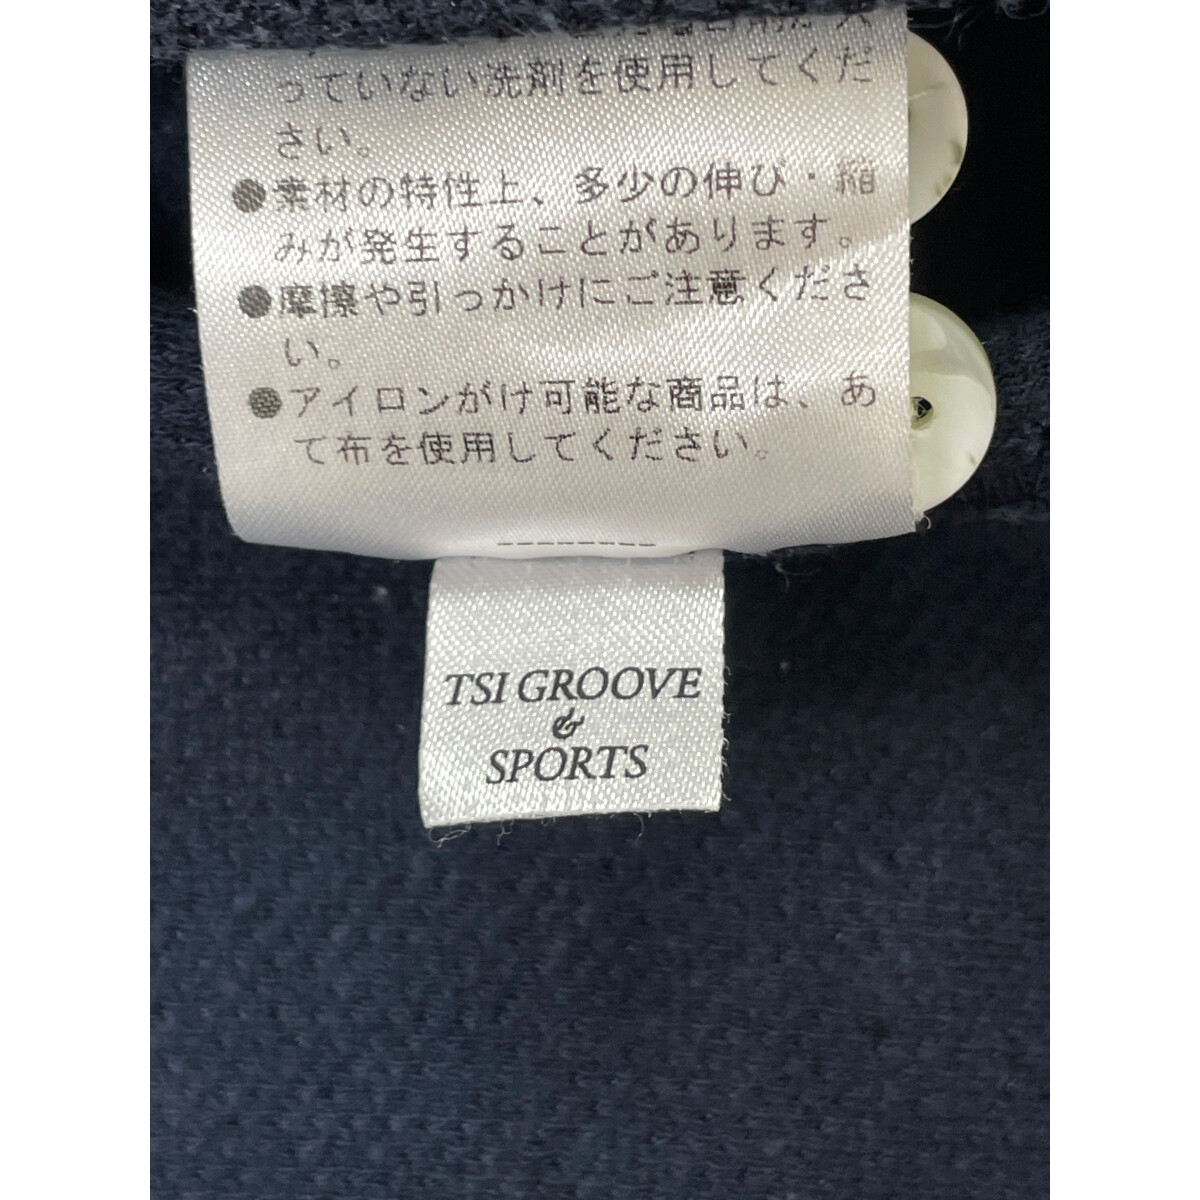 っていない洗剤を使用してくだ
さい。
●素材の特性上、多少の伸び・縮
みが発生することがあります。
●摩擦や引っかけにご注意くださ
い。
●アイロンがけ可能な商品は、あ
て布を使用してください。
TSI GROOVE
&
SPORTS